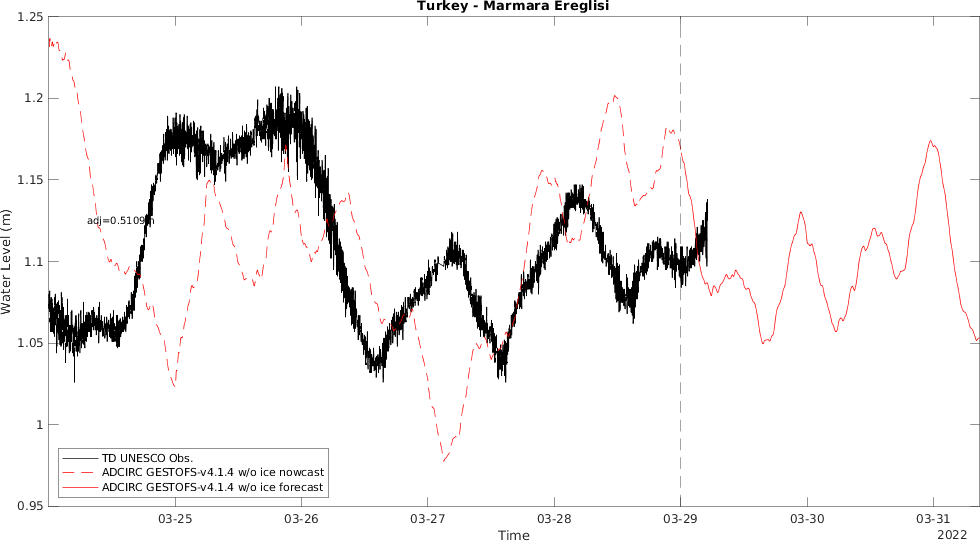 Turkey - Marmara Ereglisi
1.25
1.2
1.15
1.1
1.05
1
0.95
Water Level (m)
adj=0.5109m
TD UNESCO Obs.
ADCIRC GESTOFS-v4.1.4 w/o ice nowcast
ADCIRC GESTOFS-v4.1.4 w/o ice forecast
03-25 03-26 03-27 03-28 03-29 03-30 03-31
Time
2022